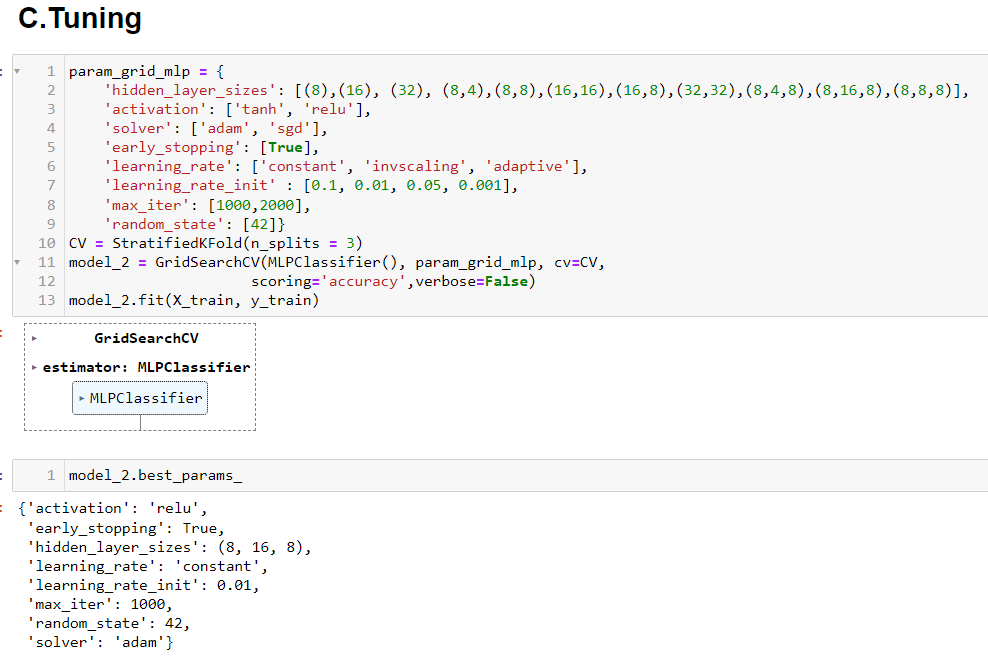 C.Tuning
1 param_grid_mlp = {
2 'hidden_layer_sizes': [(8),(16), (32), (8,4),(8,8),(16,16),(16,8),(32,32),(8,4,8),(8,16,8),(8,8,8)],
3 'activation': ['tanh', 'relu'],
4 'solver': ['adam', 'sgd'],
5 'early_stopping': [True],
6 'learning_rate': ['constant', 'invscaling', 'adaptive'],
7 'learning_rate_init' : [0.1, 0.01, 0.05, 0.001],
8 'max_iter': [1000,2000],
9 'random_state': [42]}
10 CV = StratifiedKFold(n_splits = 3)
11 model_2 = GridSearchCV(MLPClassifier(), param_grid_mlp, cv=CV,
12 scoring='accuracy',verbose=False)
13 model_2.fit(X_train, y_train)
GridSearchCV
estimator: MLPClassifier
MLPClassifier
1 model_2.best_params_
{'activation': 'relu',
'early_stopping': True,
'hidden_layer_sizes': (8, 16, 8),
'learning_rate': 'constant',
'learning_rate_init': 0.01,
'max_iter': 1000,
'random_state': 42,
'solver': 'adam'}